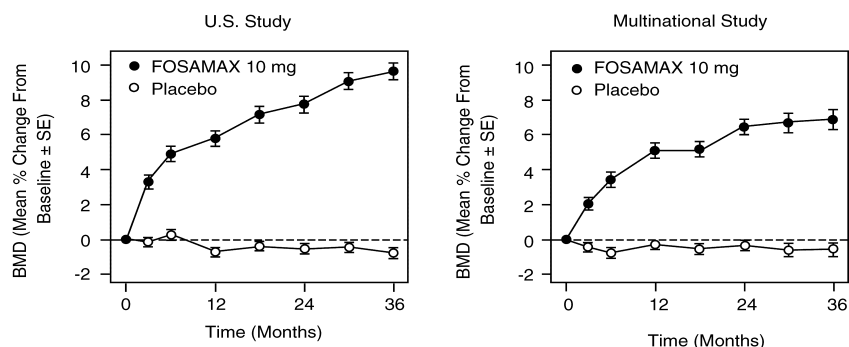 U.S. Study
FOSAMAX 10 mg
Placebo
BMD (Mean % Change From
Baseline ± SE)
10
8
6
4
2
0
-2
0
12
24
36
Time (Months)
Multinational Study
FOSAMAX 10 mg
Placebo
BMD (Mean % Change From
Baseline ± SE)
10
8
6
4
2
0
-2
0
12
24
36
Time (Months)